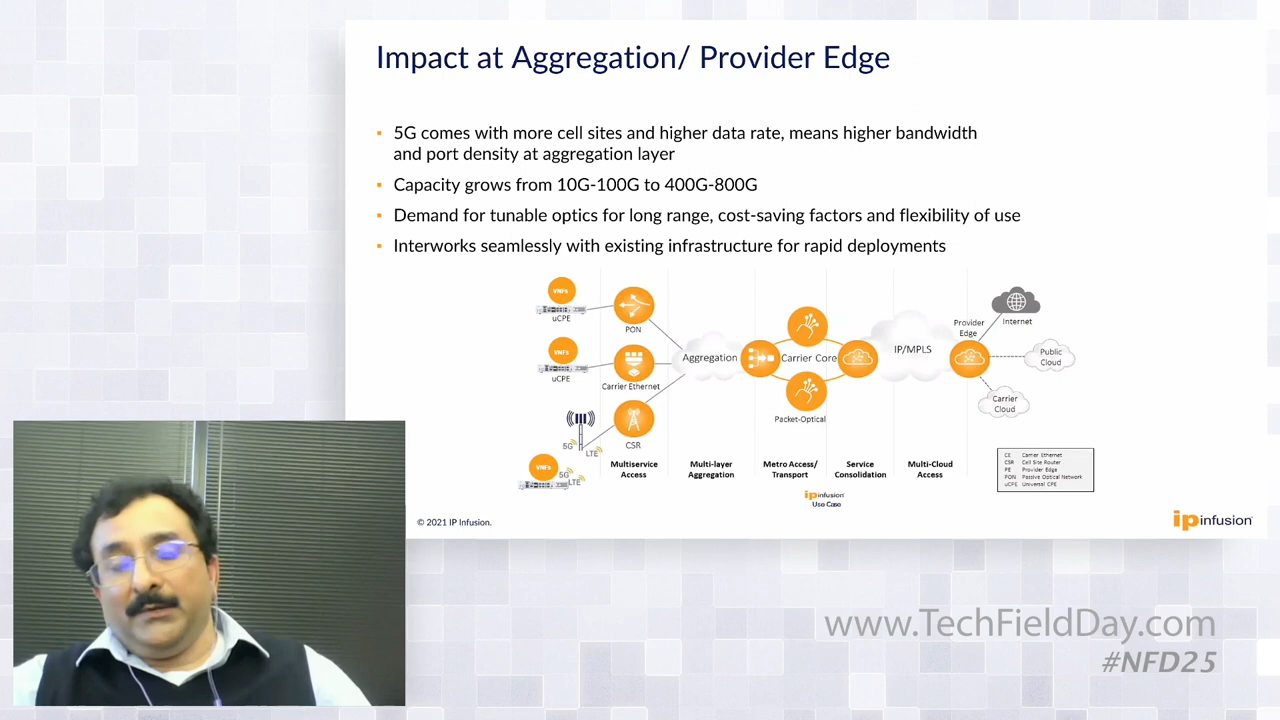 Impact at Aggregation/ Provider Edge
5G comes with more cell sites and higher data rate, means higher bandwidth
and port density at aggregation layer
Capacity grows from 10G-100G to 400G-800G
Demand for tunable optics for long range, cost-saving factors and flexibility of use
Interworks seamlessly with existing infrastructure for rapid deployments
VNFs
uCPE
PON
VNFs
uCPE
Carrier Ethernet
5G
LTE
CSR
VNFs
5G
LTE
Aggregation
Carrier Core
Packet-Optical
IP/MPLS
Provider
Edge
Internet
Public
Cloud
Carrier
Cloud
Multiservice
Access
Multi-layer
Aggregation
Metro Access/
Transport
Service
Consolidation
Multi-Cloud
Access
CE Carrier Ethernet
CSR Cell Site Router
PE Provider Edge
PON Passive Optical Network
uCPE Universal CPE
ipinfusion
Use Case
© 2021 IP Infusion.
ipinfusion
www.TechFieldDay.com
#NFD25